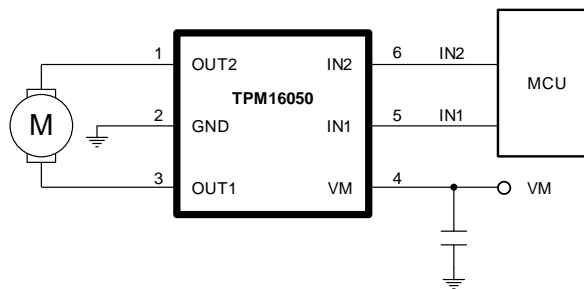 1 OUT2 IN2 6 IN2
TPM16050
MCU
M
2 GND IN1 5 IN1
3 OUT1 VM 4 VM